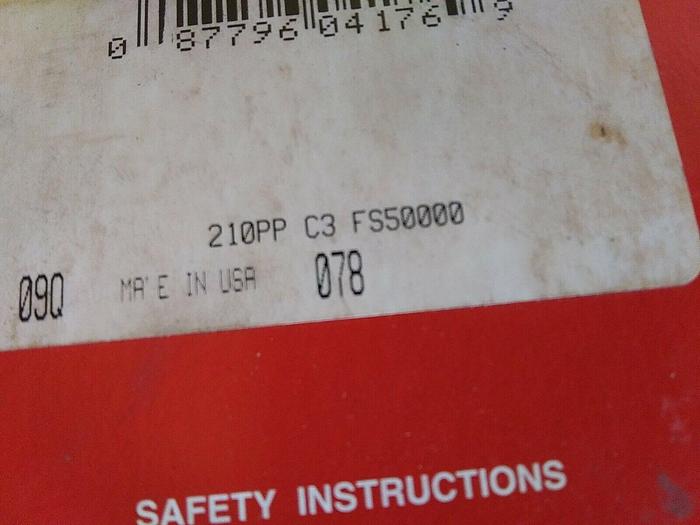 0 87796 04176 9
210PP C3 FS50000
09Q MA' E IN USA 078
SAFETY INSTRUCTIONS